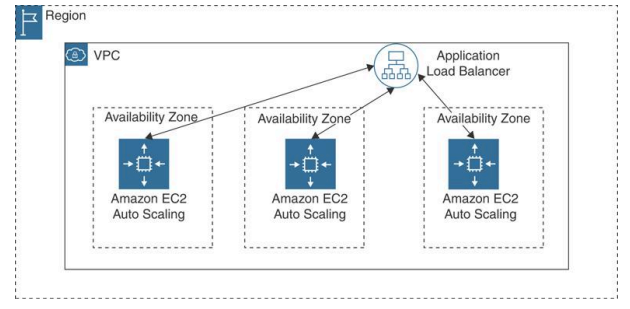 Region
VPC
Application
Load Balancer
Availability Zone
Availability Zone
Availability Zone
Amazon EC2
Auto Scaling
Amazon EC2
Auto Scaling
Amazon EC2
Auto Scaling